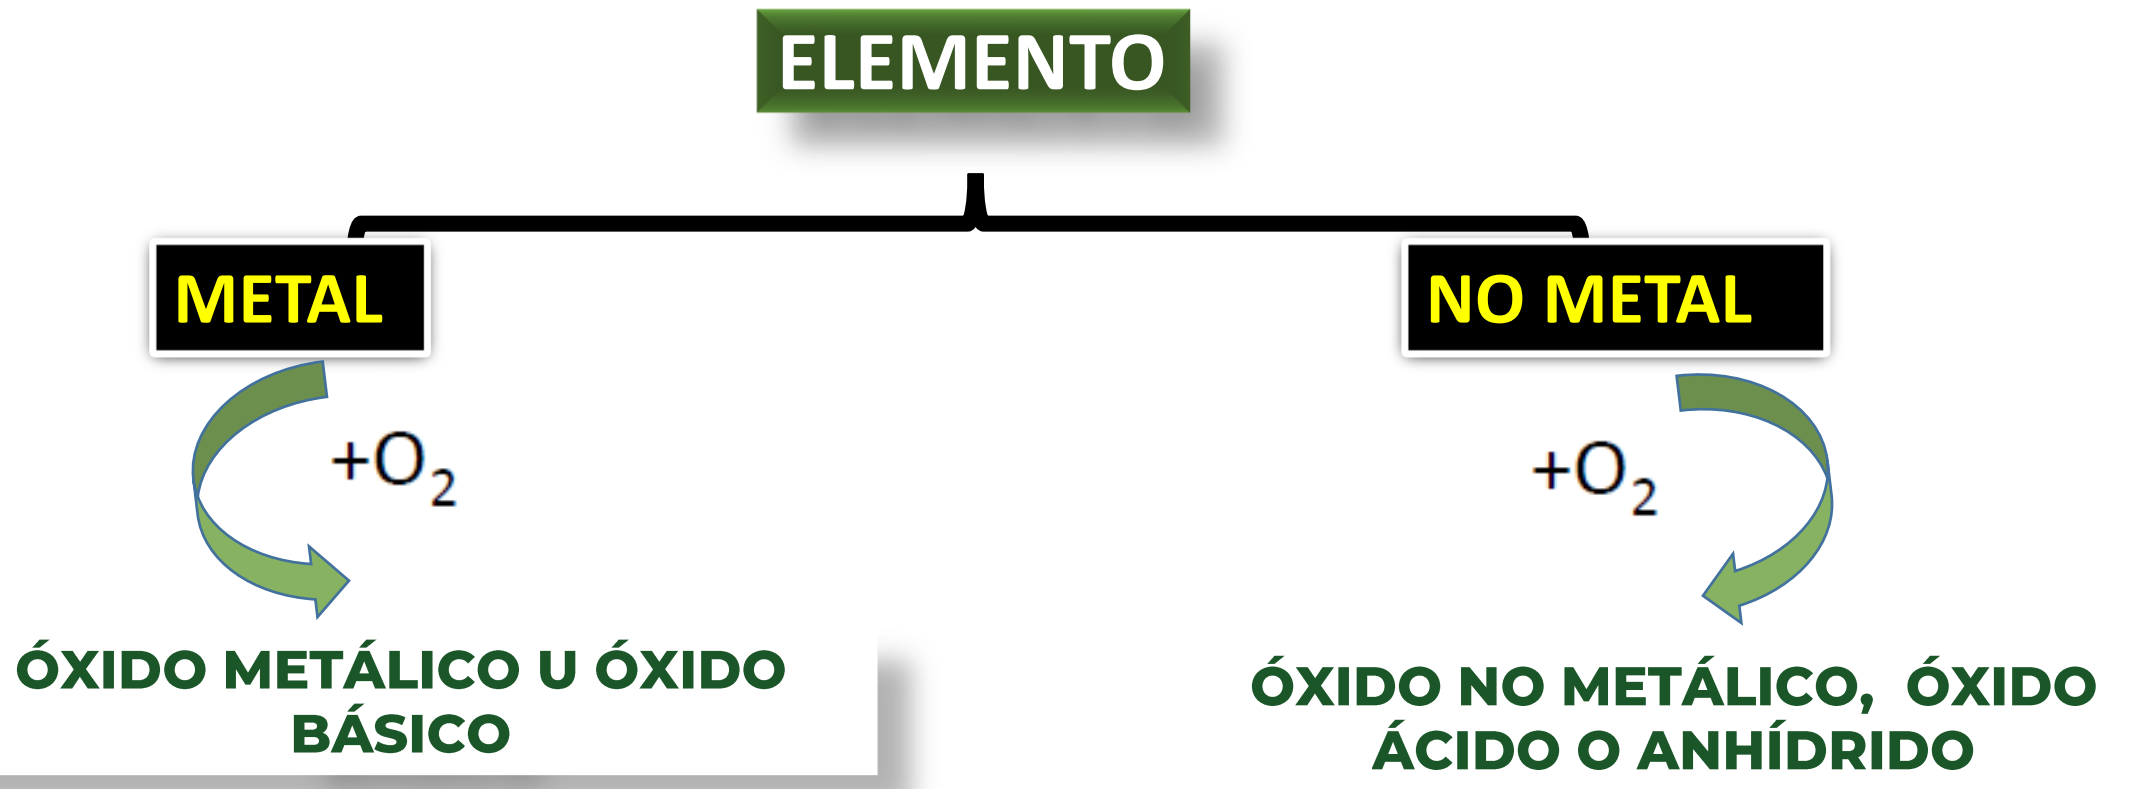 ELEMENTO
METAL
NO METAL
+O₂
+O₂
ÓXIDO METÁLICO U ÓXIDO
BÁSICO
ÓXIDO NO METÁLICO, ÓXIDO
ÁCIDO O ANHÍDRIDO